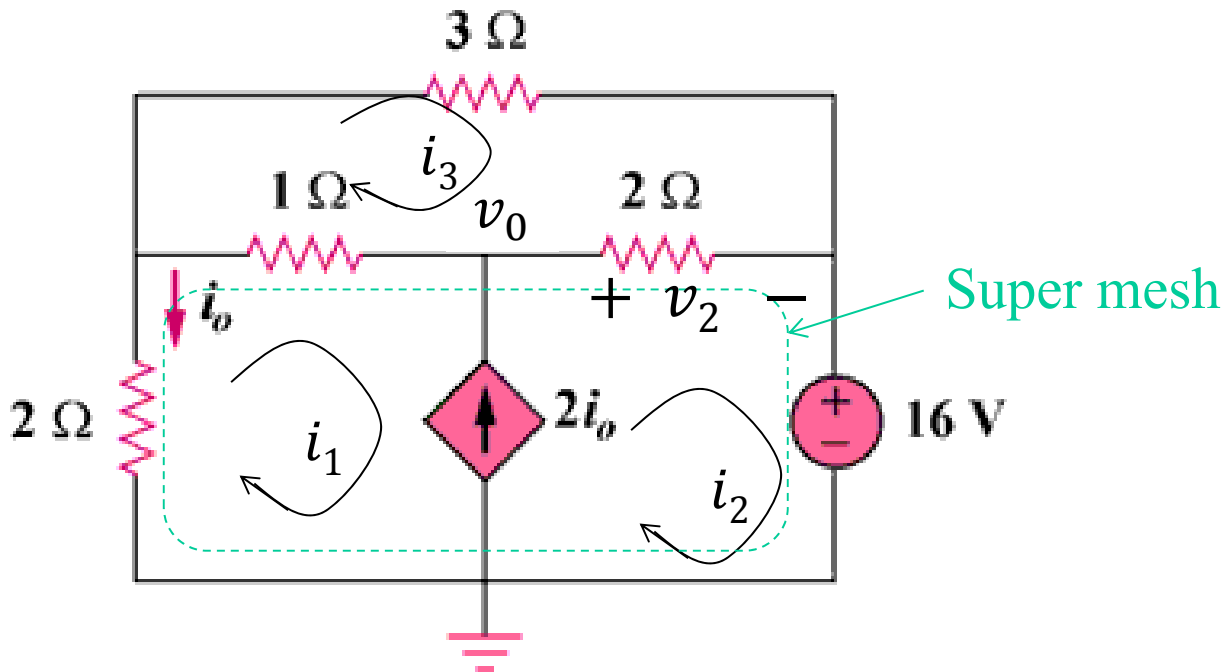 3 Ω
i₃
1 Ω
v₀
2 Ω
iₒ
+ v₂ −
Super mesh
2 Ω
i₁
2iₒ
i₂
+
−
16 V